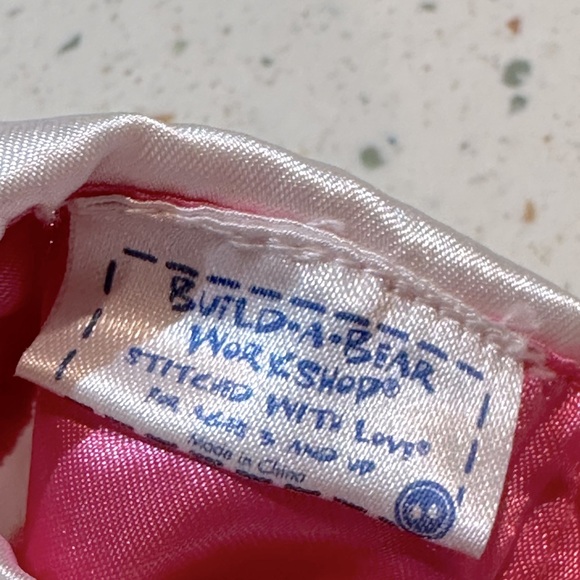 BUILD-A-BEAR
WORKSHOP®
STITCHED WITH LOVE®
FOR AGES 3 AND UP
Made in China